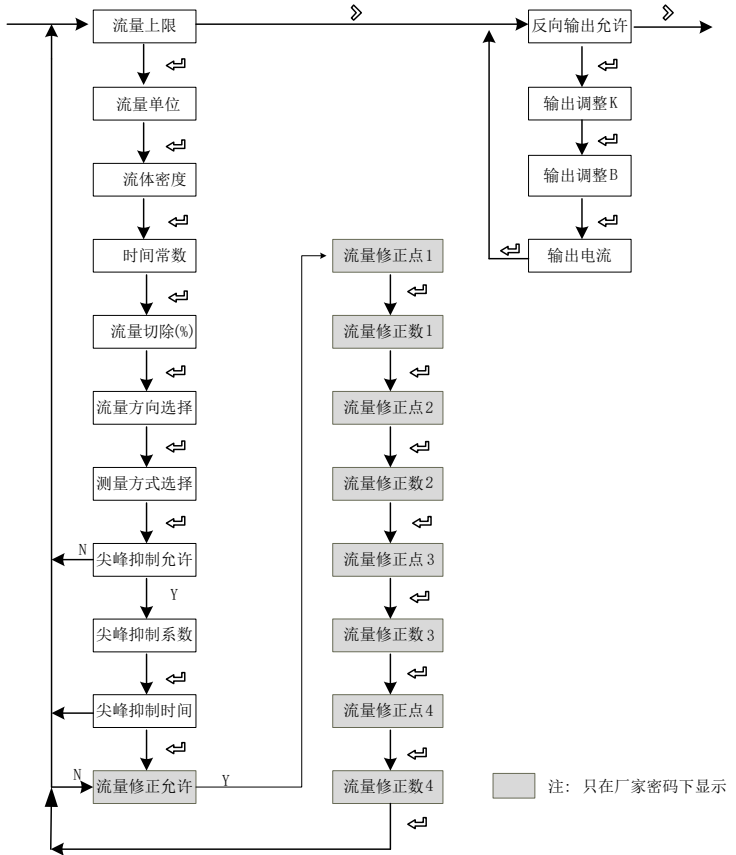 流量上限
流量单位
流体密度
时间常数
流量切除(%)
流量方向选择
测量方式选择
N
尖峰抑制允许
Y
尖峰抑制系数
尖峰抑制时间
N
流量修正允许
Y
流量修正点1
流量修正数1
流量修正点2
流量修正数2
流量修正点3
流量修正数3
流量修正点4
流量修正数4
反向输出允许
输出调整K
输出调整B
输出电流
注: 只在厂家密码下显示